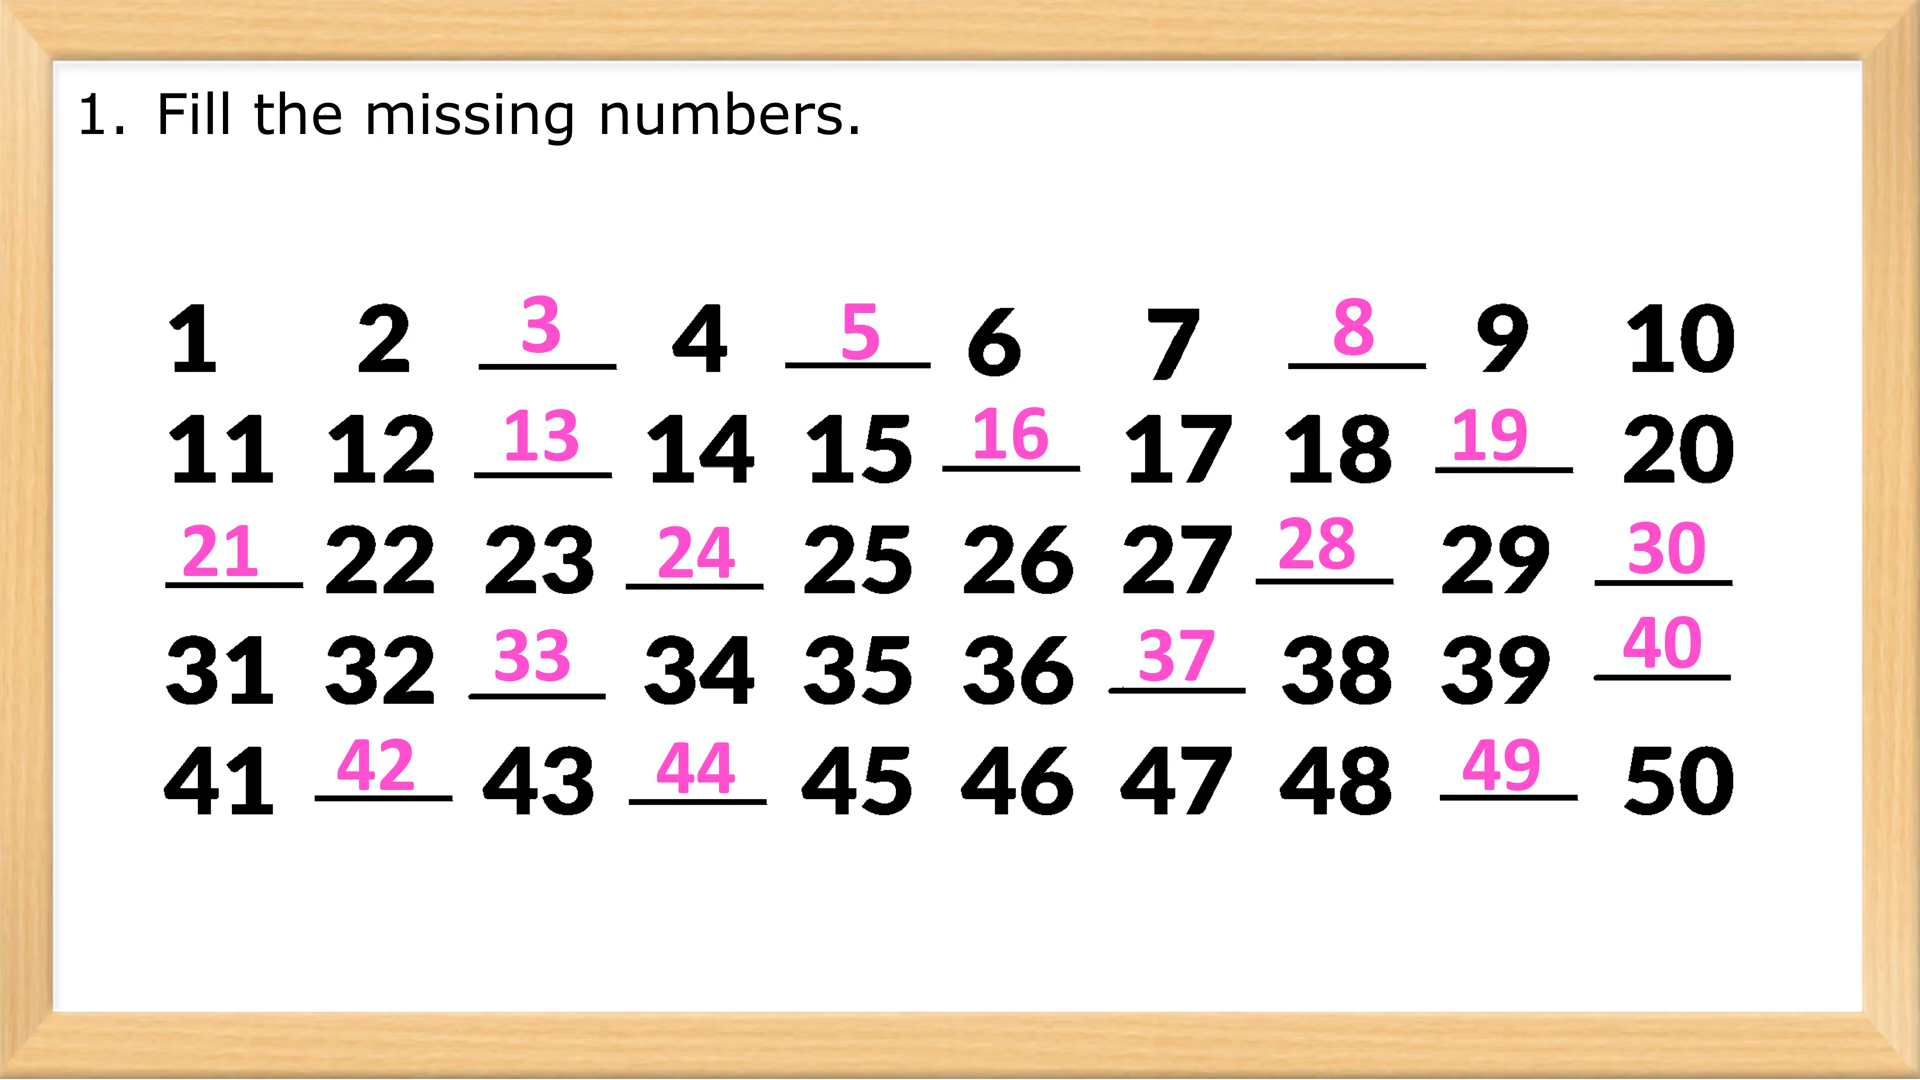 1. Fill the missing numbers.
1 2 3 4 5 6 7 8 9 10
11 12 13 14 15 16 17 18 19 20
21 22 23 24 25 26 27 28 29 30
31 32 33 34 35 36 37 38 39 40
41 42 43 44 45 46 47 48 49 50